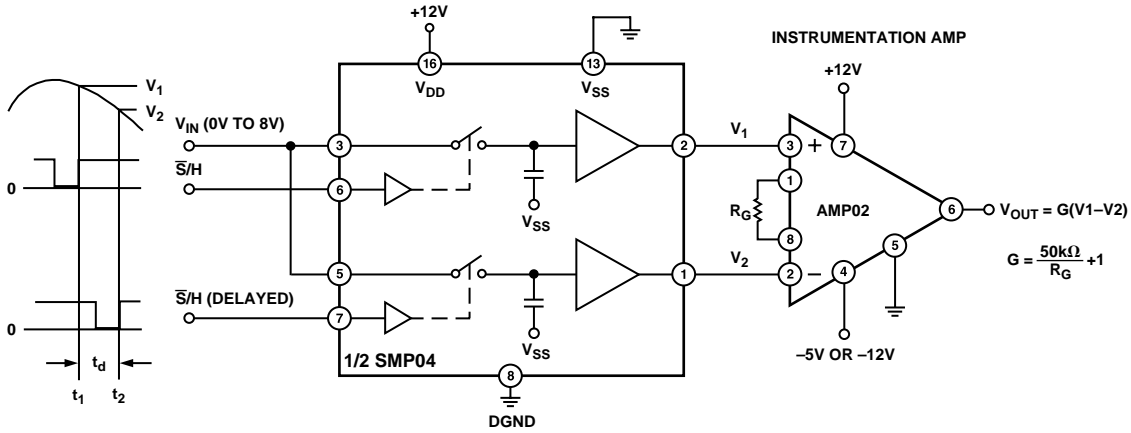 +12V
INSTRUMENTATION AMP
16
13
+12V
VDD
VSS
V1
V2
VIN (0V TO 8V)
3
2
V1
3
+
7
S̅/H
0
6
VSS
1
RG
AMP02
6
VOUT = G(V1–V2)
8
5
G = 50kΩ/RG +1
5
1
V2
2
–
4
S̅/H (DELAYED)
0
7
VSS
–5V OR –12V
1/2 SMP04
td
8
t1
t2
DGND